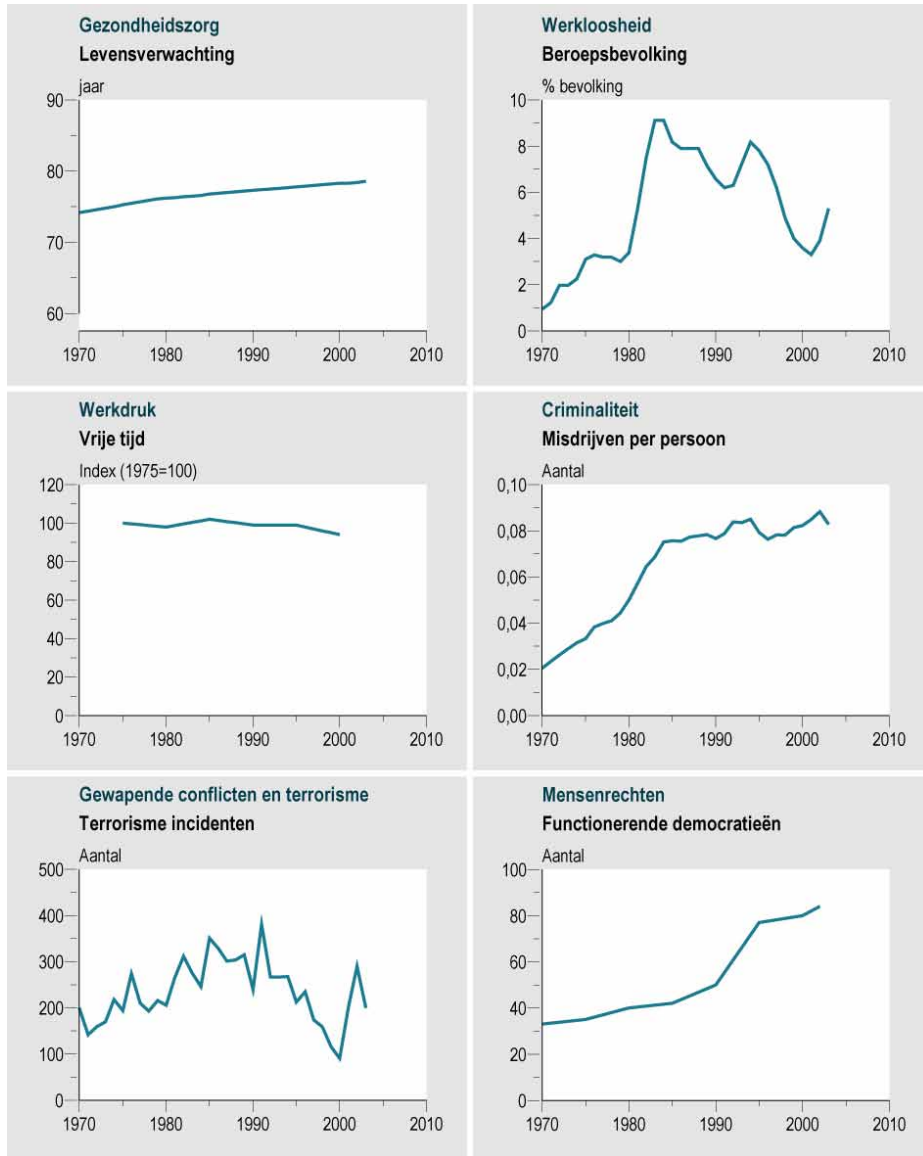 Gezondheidszorg
Levensverwachting
jaar
90
80
70
60
1970 1980 1990 2000 2010
Werkloosheid
Beroepsbevolking
% bevolking
10
8
6
4
2
0
1970 1980 1990 2000 2010
Werkdruk
Vrije tijd
Index (1975=100)
120
100
80
60
40
20
0
1970 1980 1990 2000 2010
Criminaliteit
Misdrijven per persoon
Aantal
0,10
0,08
0,06
0,04
0,02
0,00
1970 1980 1990 2000 2010
Gewapende conflicten en terrorisme
Terrorisme incidenten
Aantal
500
400
300
200
100
0
1970 1980 1990 2000 2010
Mensenrechten
Functionerende democratieën
Aantal
100
80
60
40
20
0
1970 1980 1990 2000 2010